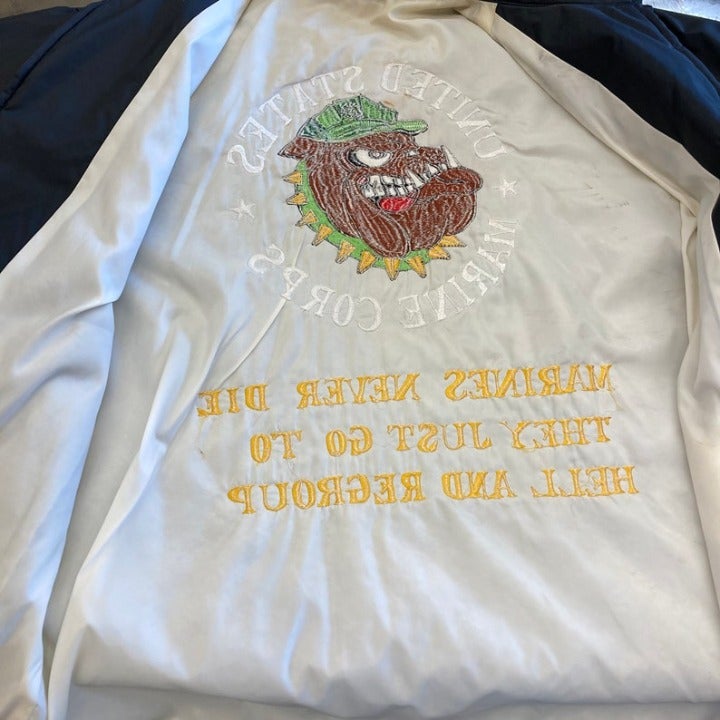 UNITED STATES
MARINE CORPS
MARINES NEVER DIE
THEY JUST GO TO
HELL AND REGROUP